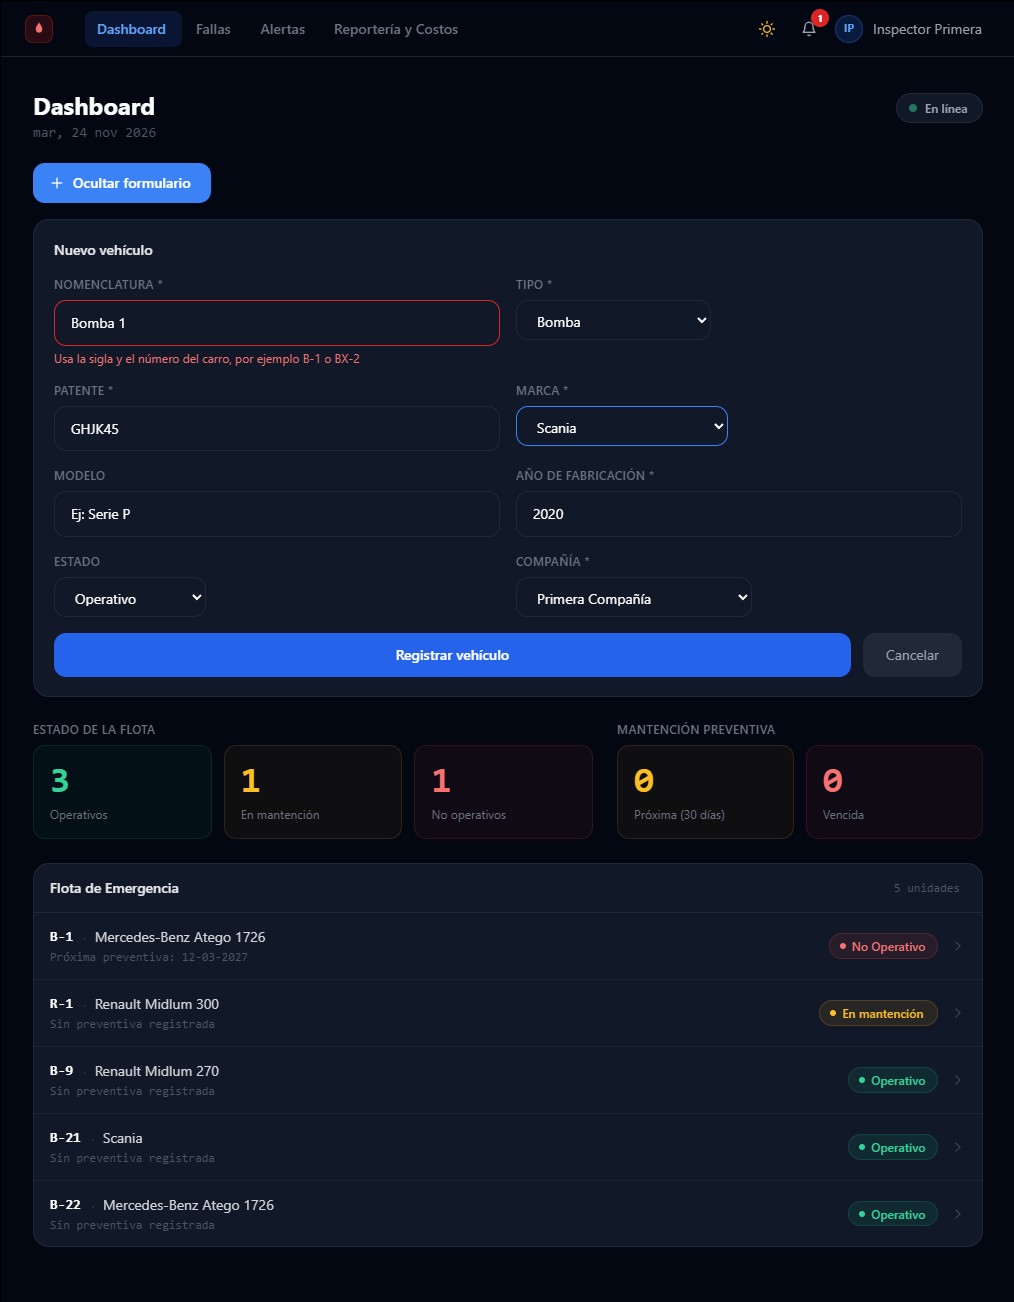 Dashboard
Fallas
Alertas
Reportería y Costos
1
IP
Inspector Primera
Dashboard
mar, 24 nov 2026
En línea
+ Ocultar formulario
Nuevo vehículo
NOMENCLATURA *
TIPO *
Bomba 1
Bomba
Usa la sigla y el número del carro, por ejemplo B-1 o BX-2
PATENTE *
MARCA *
GHJK45
Scania
MODELO
AÑO DE FABRICACIÓN *
Ej: Serie P
2020
ESTADO
COMPAÑÍA *
Operativo
Primera Compañía
Registrar vehículo
Cancelar
ESTADO DE LA FLOTA
MANTENCIÓN PREVENTIVA
3
Operativos
1
En mantención
1
No operativos
0
Próxima (30 días)
0
Vencida
Flota de Emergencia
5 unidades
B-1 · Mercedes-Benz Atego 1726
Próxima preventiva: 12-03-2027
No Operativo
R-1 · Renault Midlum 300
Sin preventiva registrada
En mantención
B-9 · Renault Midlum 270
Sin preventiva registrada
Operativo
B-21 · Scania
Sin preventiva registrada
Operativo
B-22 · Mercedes-Benz Atego 1726
Sin preventiva registrada
Operativo